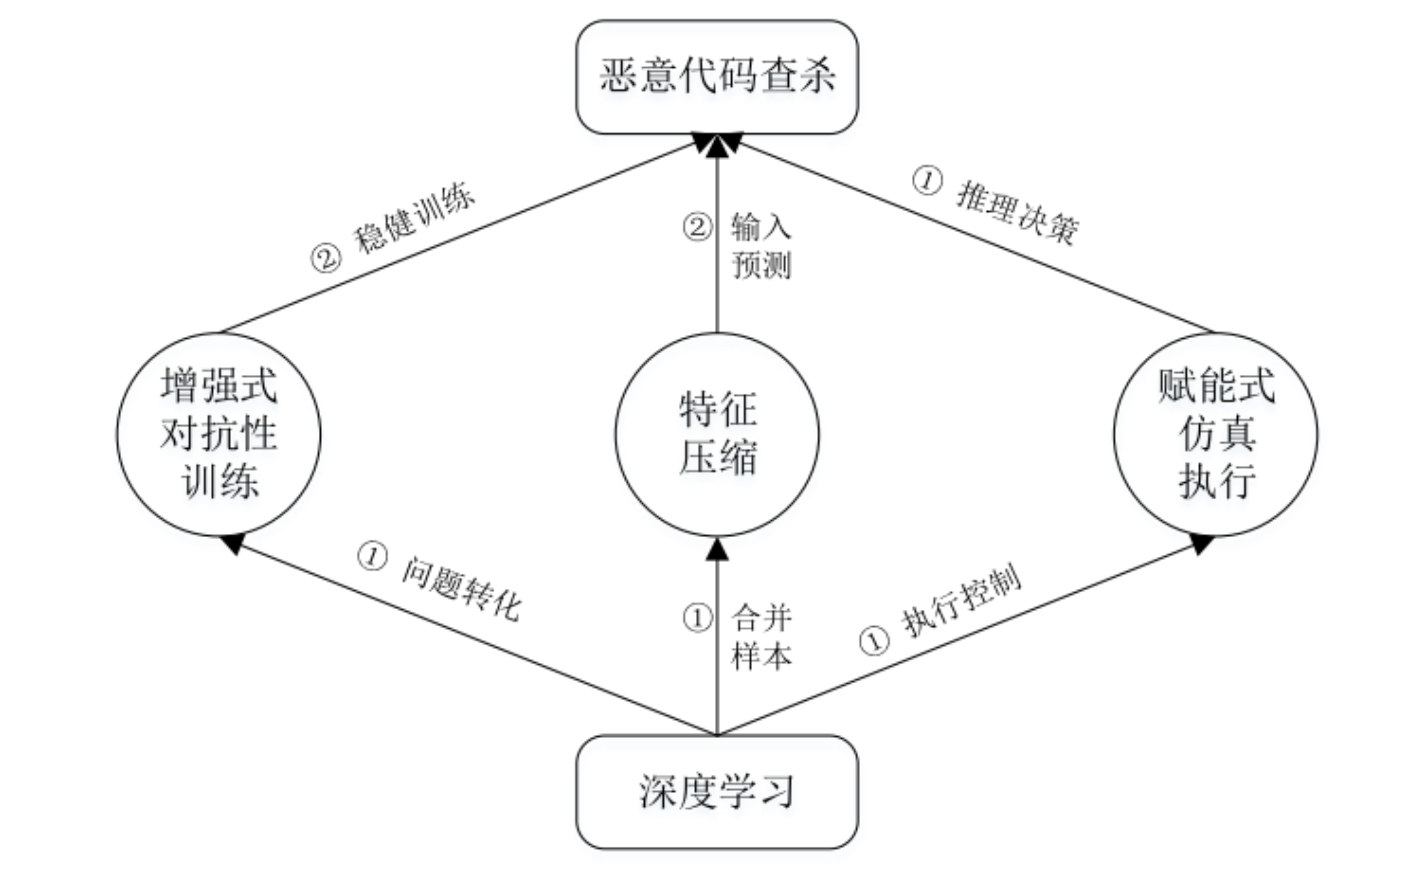 恶意代码查杀
② 稳健训练
② 输入
预测
① 推理决策
增强式
对抗性
训练
特征
压缩
赋能式
仿真
执行
① 问题转化
① 合并
样本
① 执行控制
深度学习